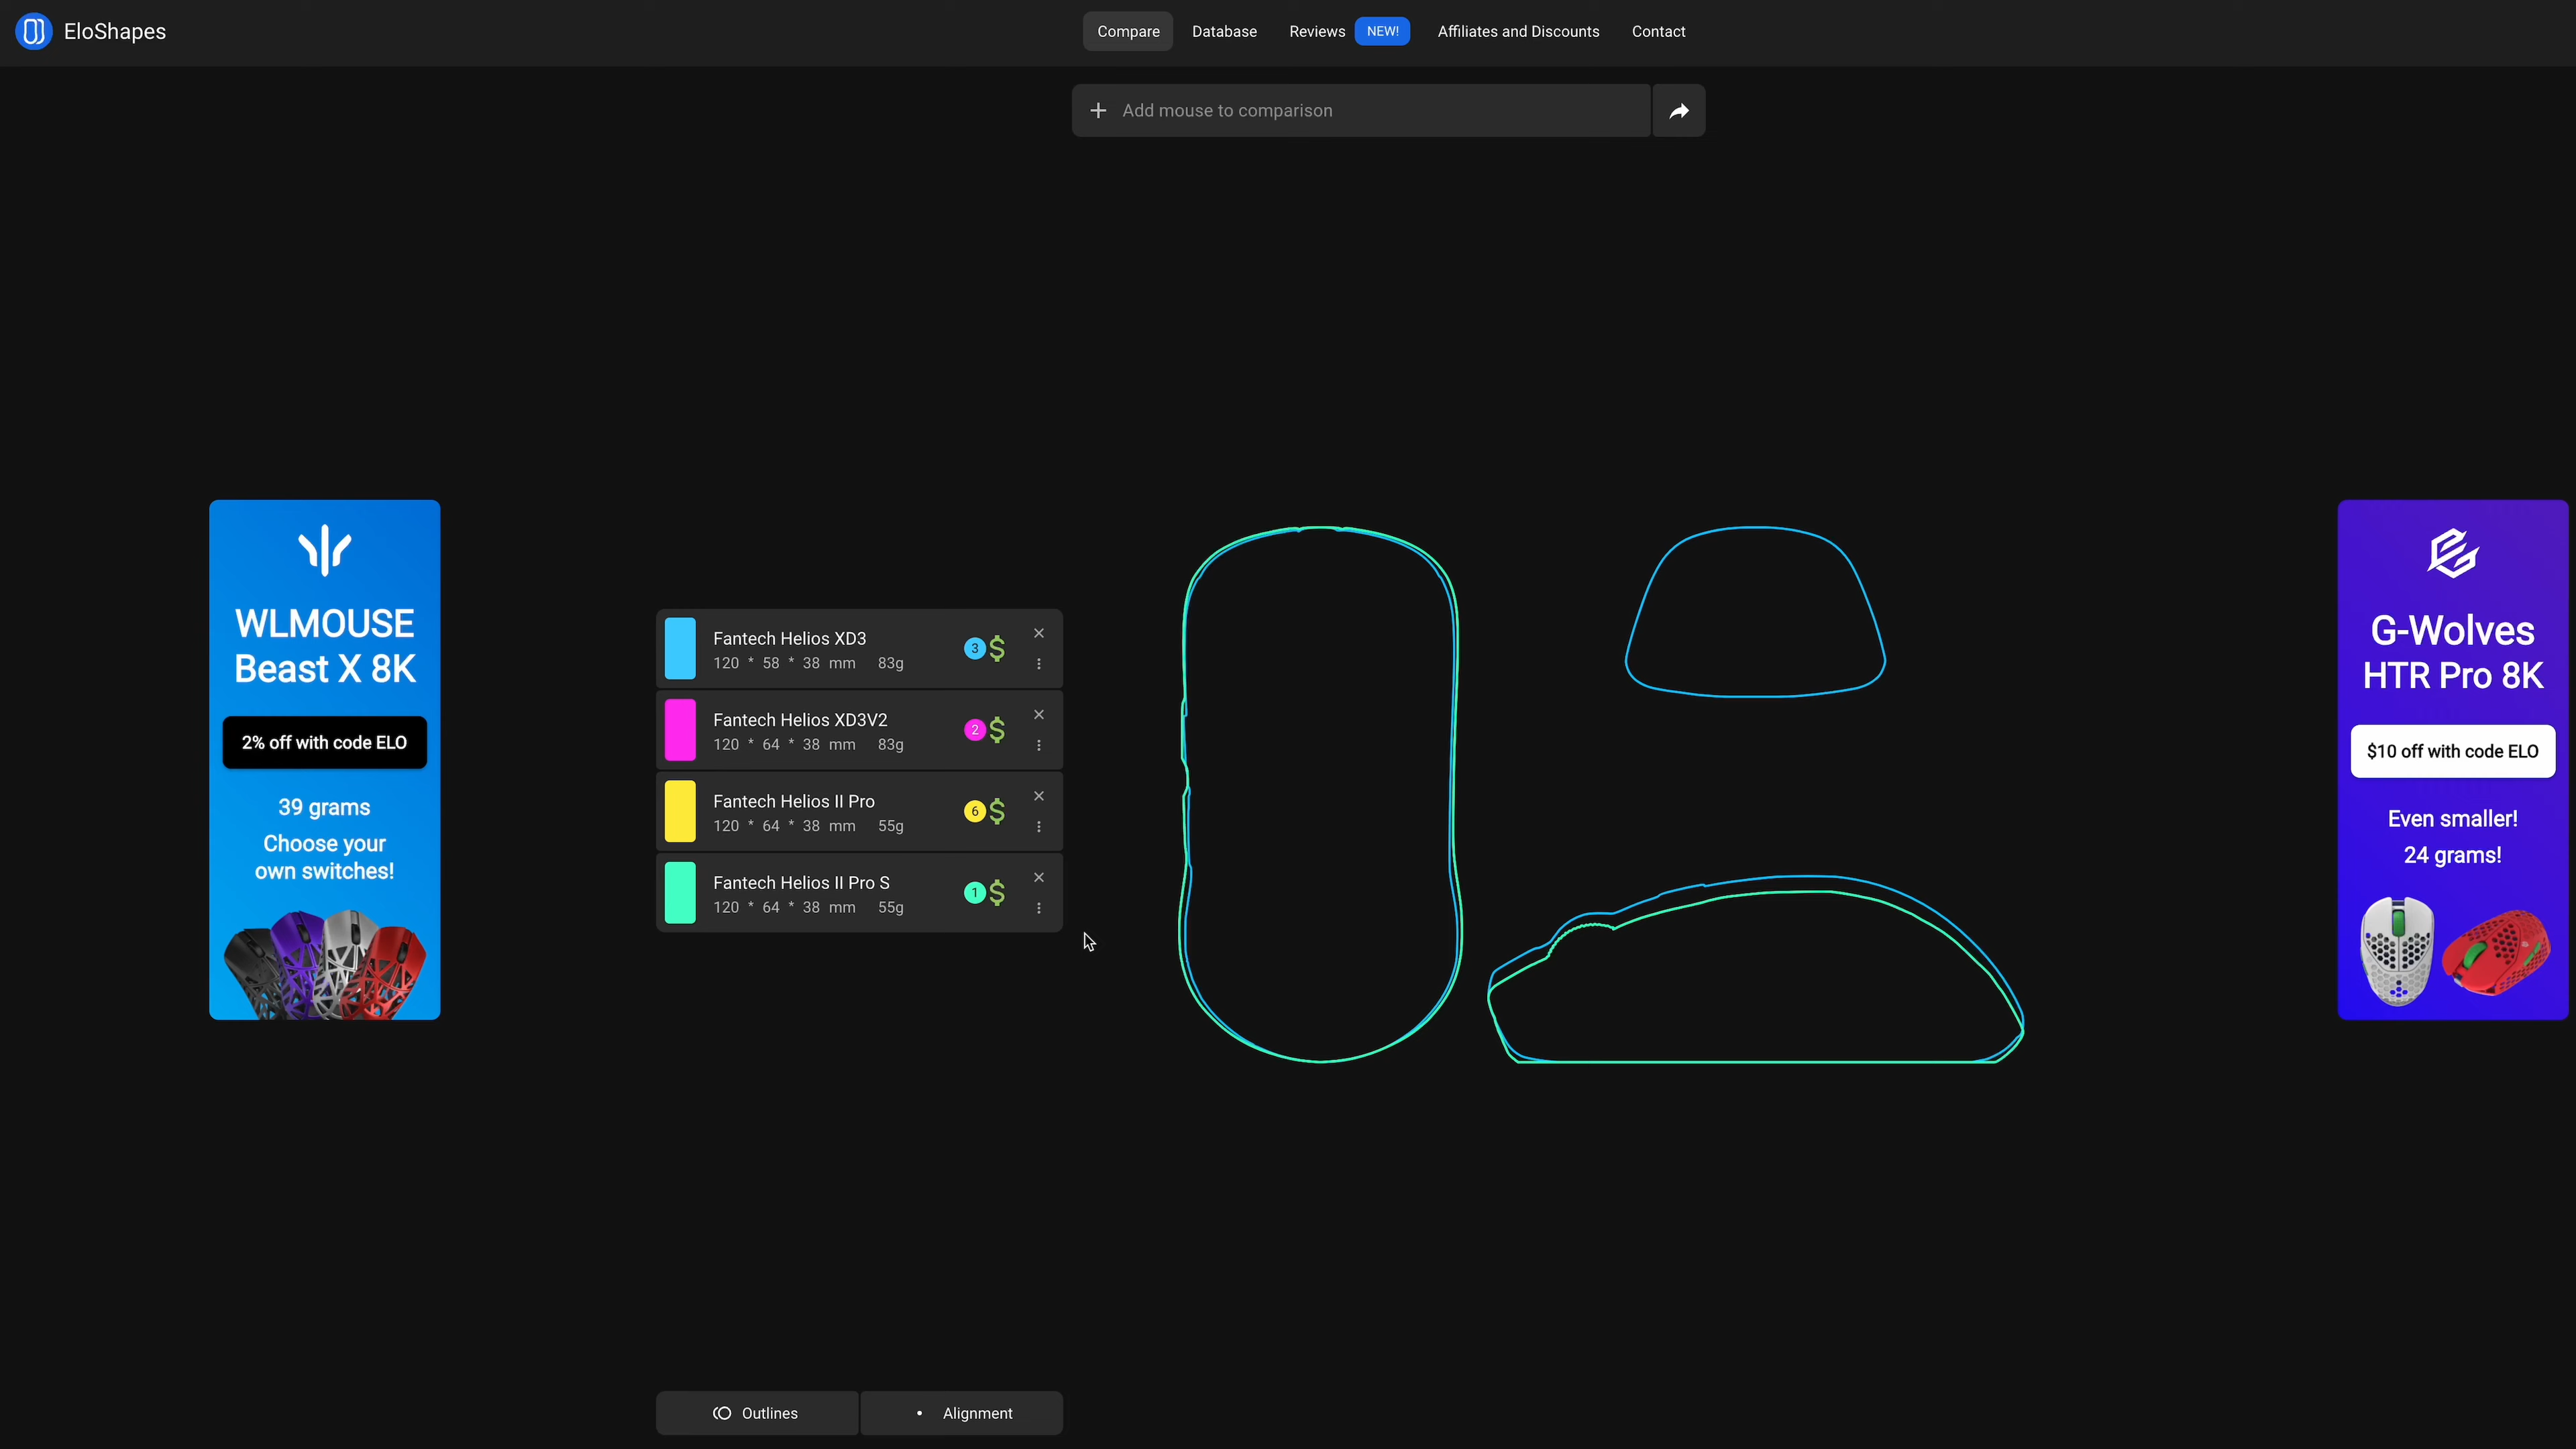 EloShapes
Compare
Database
Reviews
NEW!
Affiliates and Discounts
Contact
Add mouse to comparison
WLMOUSE
Beast X 8K
2% off with code ELO
39 grams
Choose your
own switches!
Fantech Helios XD3
120 * 58 * 38 mm 83g
3
$
Fantech Helios XD3V2
120 * 64 * 38 mm 83g
2
$
Fantech Helios II Pro
120 * 64 * 38 mm 55g
6
$
Fantech Helios II Pro S
120 * 64 * 38 mm 55g
1
$
G-Wolves
HTR Pro 8K
$10 off with code ELO
Even smaller!
24 grams!
Outlines
Alignment